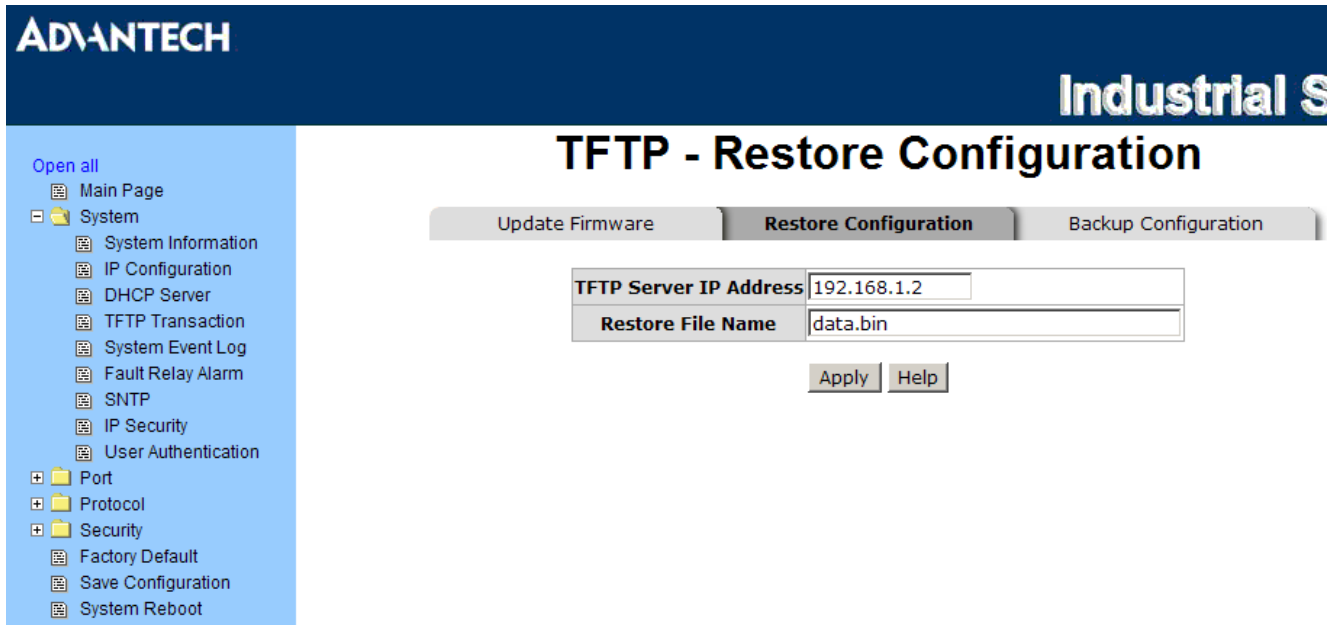 ADVANTECH
Industrial S
Open all
Main Page
System
System Information
IP Configuration
DHCP Server
TFTP Transaction
System Event Log
Fault Relay Alarm
SNTP
IP Security
User Authentication
Port
Protocol
Security
Factory Default
Save Configuration
System Reboot
TFTP - Restore Configuration
Update Firmware Restore Configuration Backup Configuration
TFTP Server IP Address 192.168.1.2
Restore File Name data.bin
Apply Help